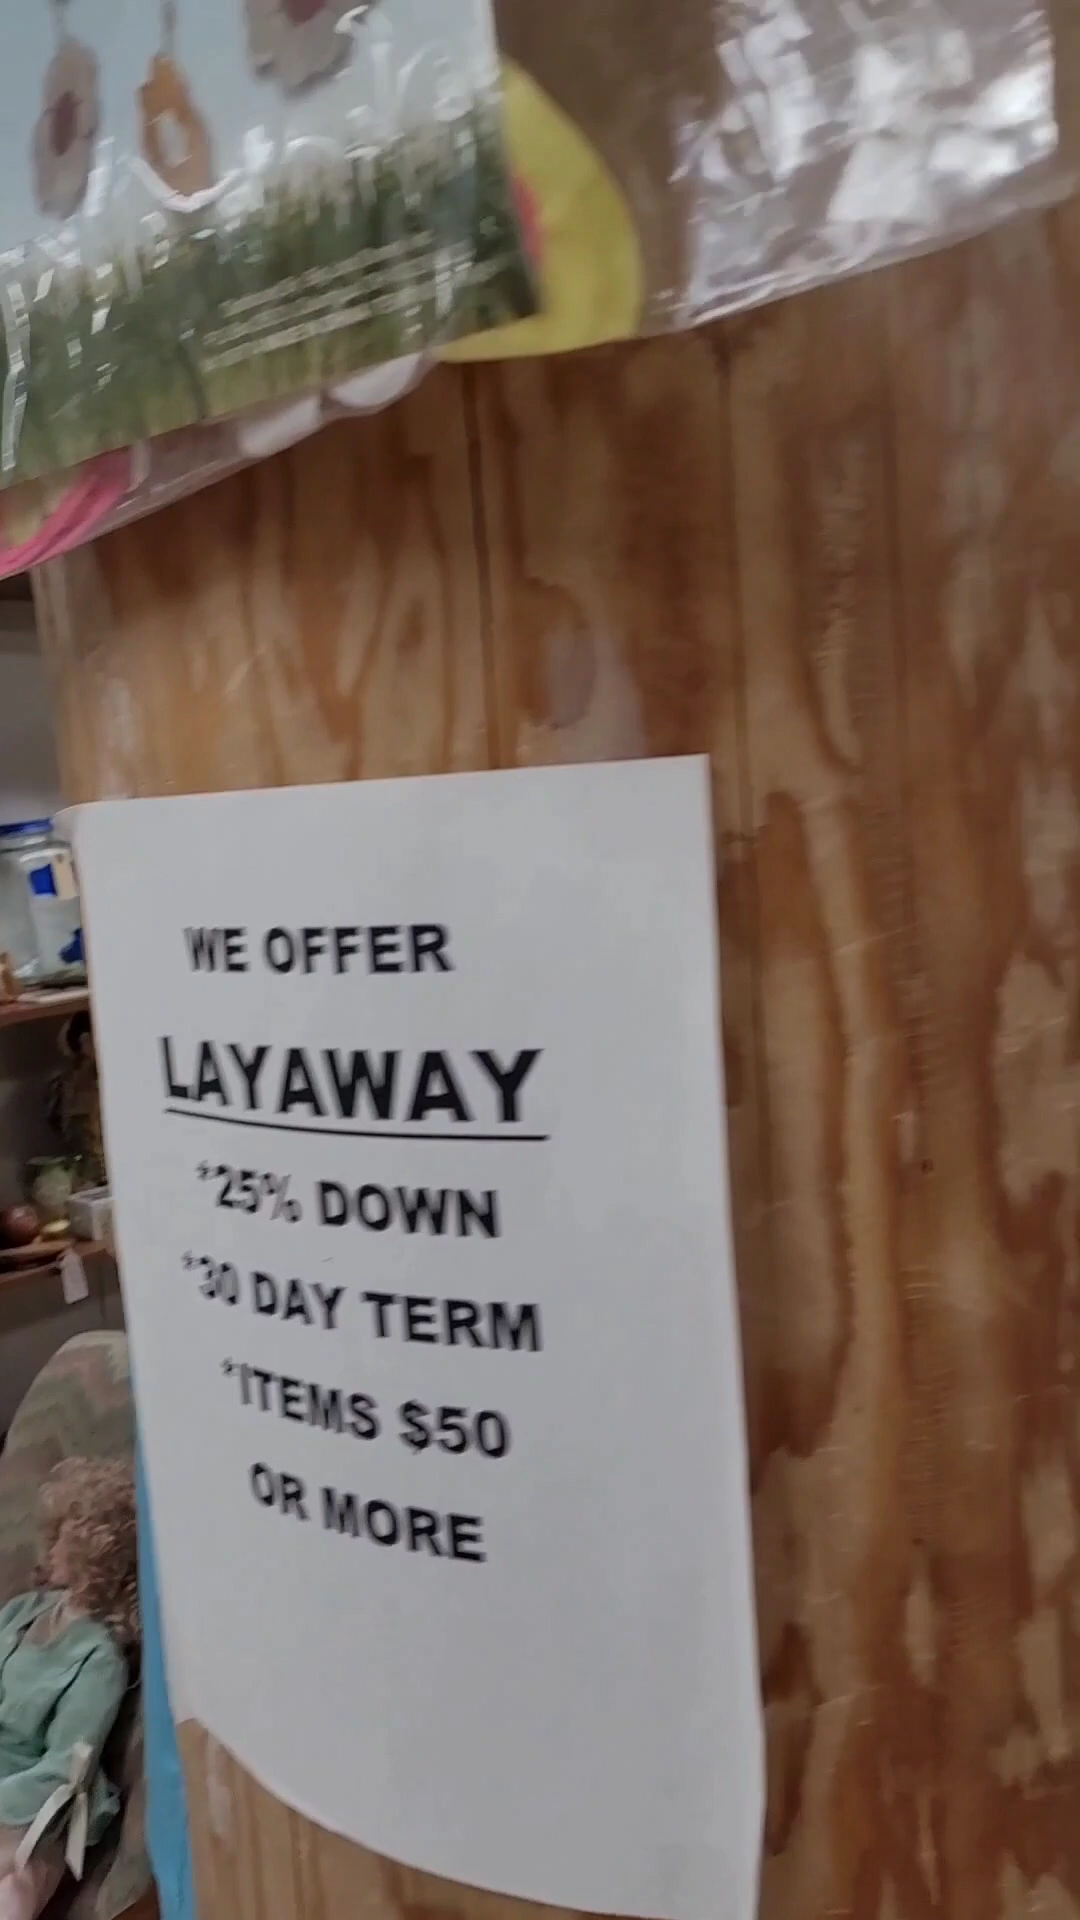 WE OFFER
LAYAWAY
*25% DOWN
*30 DAY TERM
*ITEMS $50
OR MORE